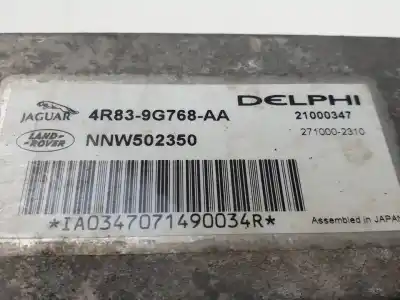 JAGUAR 4R83-9G768-AA DELPHI
21000347
LAND-ROVER NNW502350 271000-2310
*IA0347071490034R*
Assembled in JAPAN